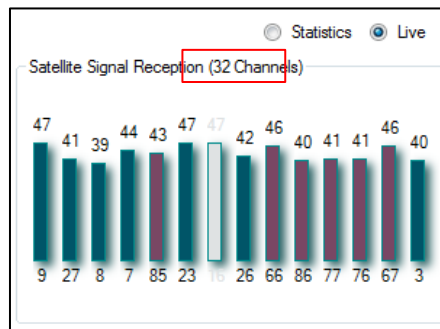 Statistics Live
Satellite Signal Reception (32 Channels)
47 41 39 44 43 47 47 42 46 40 41 41 46 40
9 27 8 7 85 23 16 26 66 86 77 76 67 3